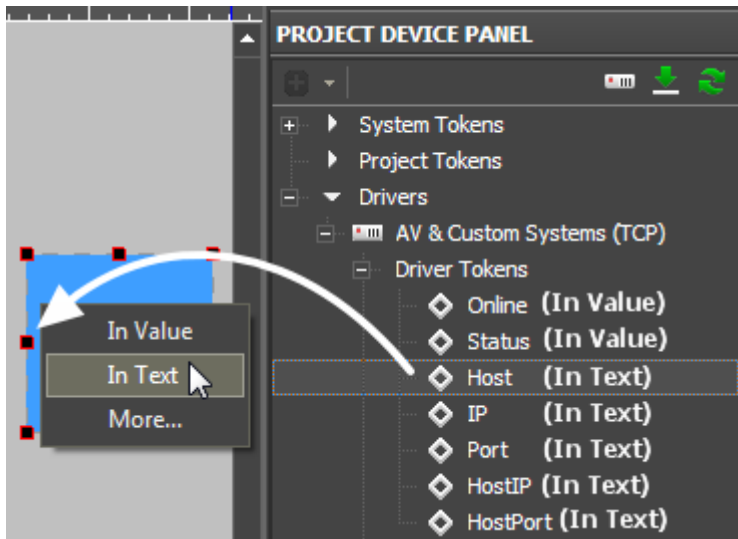 PROJECT DEVICE PANEL
System Tokens
Project Tokens
Drivers
AV & Custom Systems (TCP)
Driver Tokens
Online (In Value)
Status (In Value)
Host (In Text)
IP (In Text)
Port (In Text)
HostIP (In Text)
HostPort (In Text)
In Value
In Text
More...